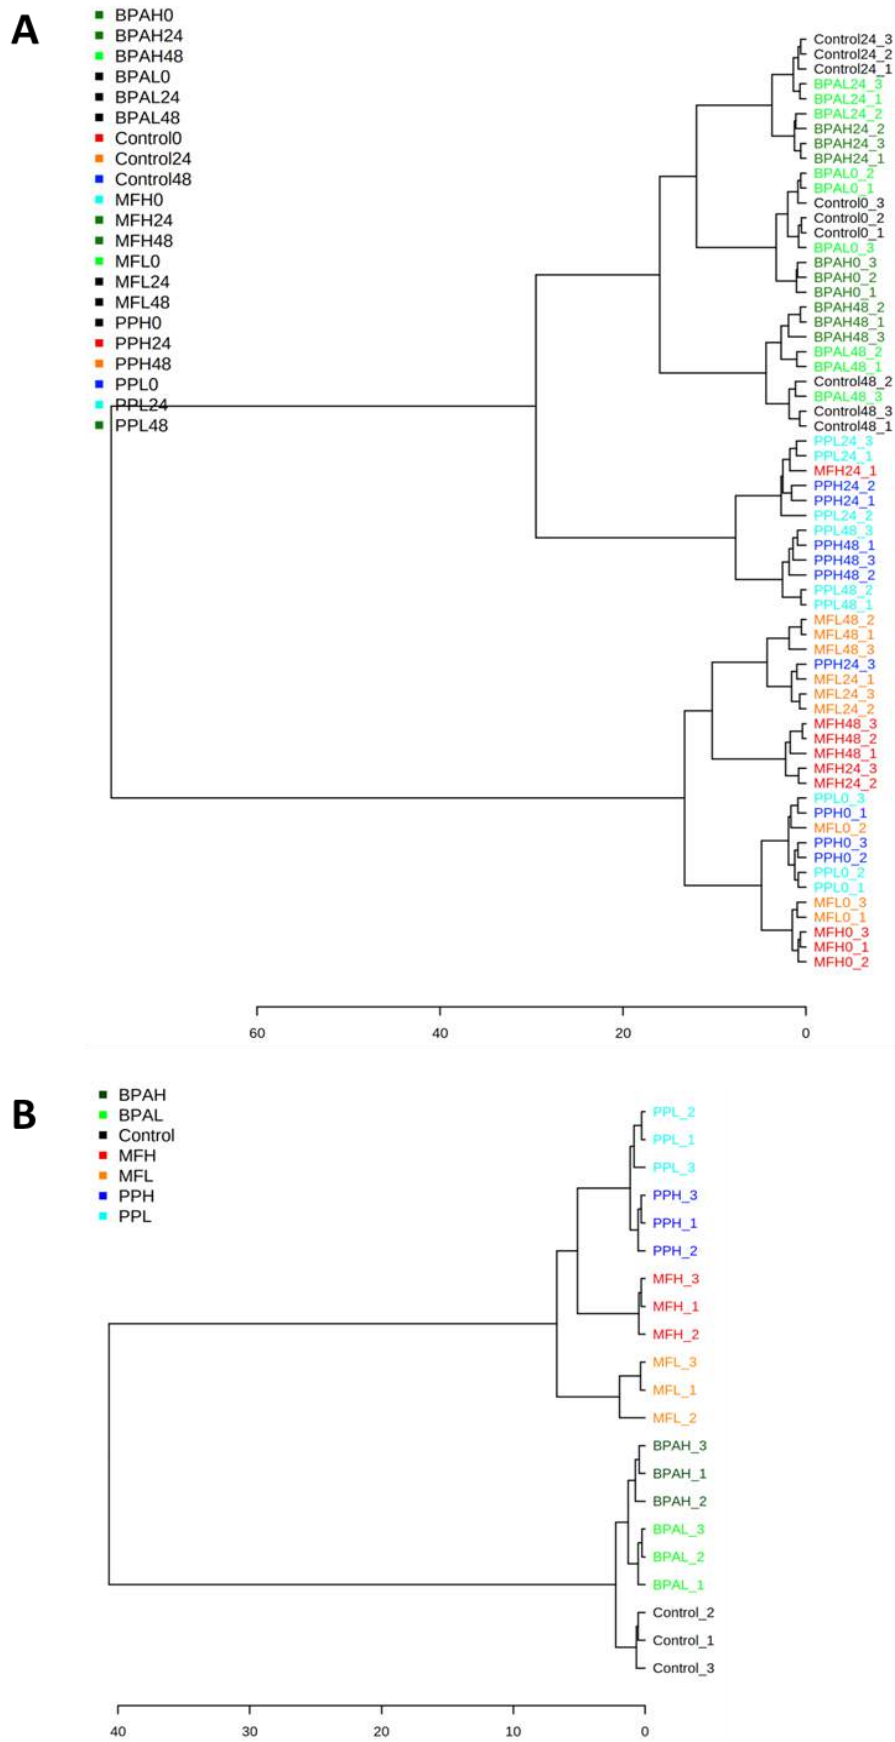 A
BPAH0
BPAH24
BPAH48
BPAL0
BPAL24
BPAL48
Control0
Control24
Control48
MFH0
MFH24
MFH48
MFL0
MFL24
MFL48
PPH0
PPH24
PPH48
PPL0
PPL24
PPL48
Control24_3
Control24_2
Control24_1
BPAL24_3
BPAL24_1
BPAL24_2
BPAH24_2
BPAH24_3
BPAH24_1
BPAL0_2
BPAL0_1
Control0_3
Control0_2
Control0_1
BPAL0_3
BPAH0_3
BPAH0_2
BPAH0_1
BPAH48_2
BPAH48_1
BPAH48_3
BPAL48_2
BPAL48_1
Control48_2
BPAL48_3
Control48_3
Control48_1
PPL24_3
PPL24_1
MFH24_1
PPH24_2
PPH24_1
PPL24_2
PPL48_3
PPH48_1
PPH48_3
PPH48_2
PPL48_2
PPL48_1
MFL48_2
MFL48_1
MFL48_3
PPH24_3
MFL24_1
MFL24_3
MFL24_2
MFH48_3
MFH48_2
MFH48_1
MFH24_3
MFH24_2
PPL0_3
PPH0_1
MFL0_2
PPH0_3
PPH0_2
PPL0_2
PPL0_1
MFL0_3
MFL0_1
MFH0_3
MFH0_1
MFH0_2
60 40 20 0
B
BPAH
BPAL
Control
MFH
MFL
PPH
PPL
PPL_2
PPL_1
PPL_3
PPH_3
PPH_1
PPH_2
MFH_3
MFH_1
MFH_2
MFL_3
MFL_1
MFL_2
BPAH_3
BPAH_1
BPAH_2
BPAL_3
BPAL_2
BPAL_1
Control_2
Control_1
Control_3
40 30 20 10 0